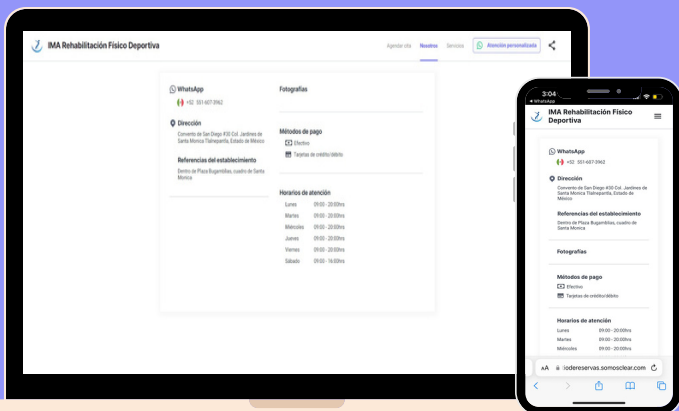 IMA Rehabilitación Físico Deportiva
Agendar cita Nosotros Servicios Atención personalizada
WhatsApp
+52 551 607 3962
Dirección
Convento de San Diego #30 Col. Jardines de
Santa Monica Tlalnepantla, Estado de México
Referencias del establecimiento
Dentro de Plaza Bugambilias, cuadro de Santa
Monica
Fotografías
Métodos de pago
Efectivo
Tarjetas de crédito/débito
Horarios de atención
Lunes 09:00 - 20:00hrs
Martes 09:00 - 20:00hrs
Miércoles 09:00 - 20:00hrs
Jueves 09:00 - 20:00hrs
Viernes 09:00 - 20:00hrs
Sábado 09:00 - 16:00hrs
3:04
WhatsApp
IMA Rehabilitación Físico
Deportiva
WhatsApp
+52 551-607-3962
Dirección
Convento de San Diego #30 Col. Jardines de
Santa Monica Tlalnepantla, Estado de
México
Referencias del establecimiento
Dentro de Plaza Bugambilias, cuadro de
Santa Monica
Fotografías
Métodos de pago
Efectivo
Tarjetas de crédito/débito
Horarios de atención
Lunes 09:00 - 20:00hrs
Martes 09:00 - 20:00hrs
Miércoles 09:00 - 20:00hrs
AA iodereservas.somosclear.com